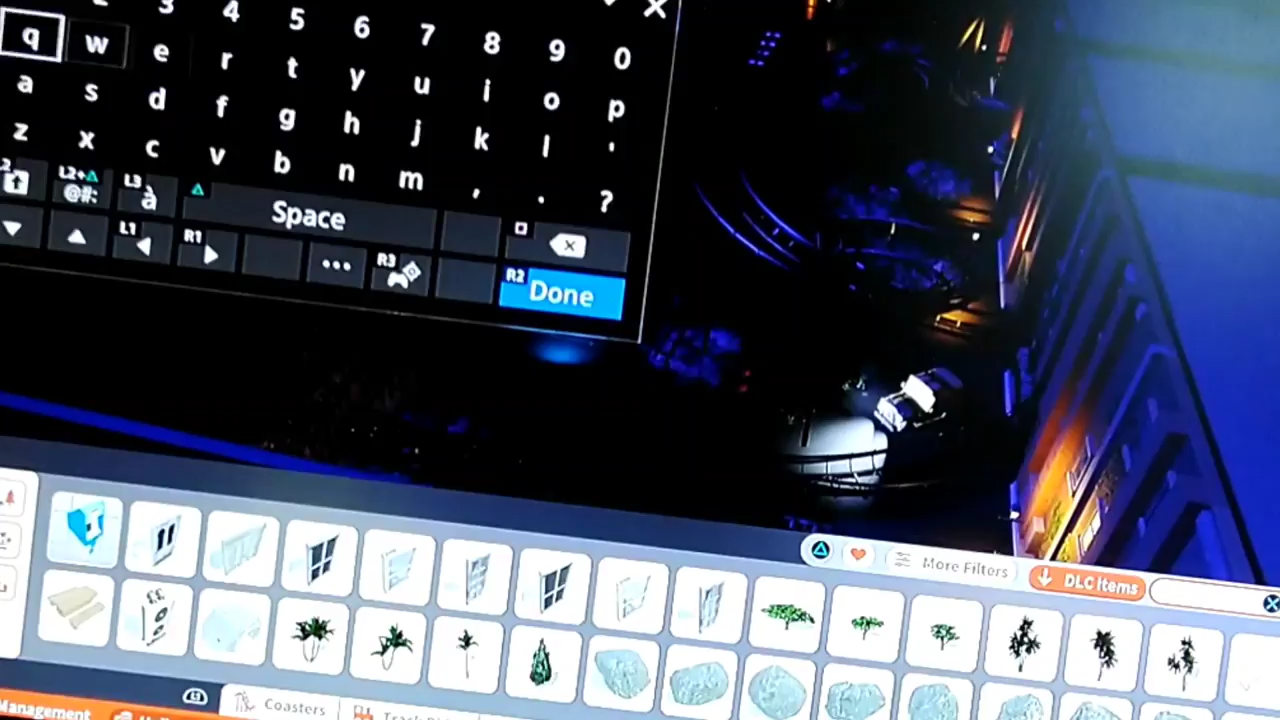 3 4 5 6 7 8 9 0
q w e r t y u i o p
a s d f g h j k l '
z x c v b n m , . ?
L2+△ @#: L3 à △ Space
L1 R1 ... R3 R2 Done
More Filters DLC Items
Coasters
Management